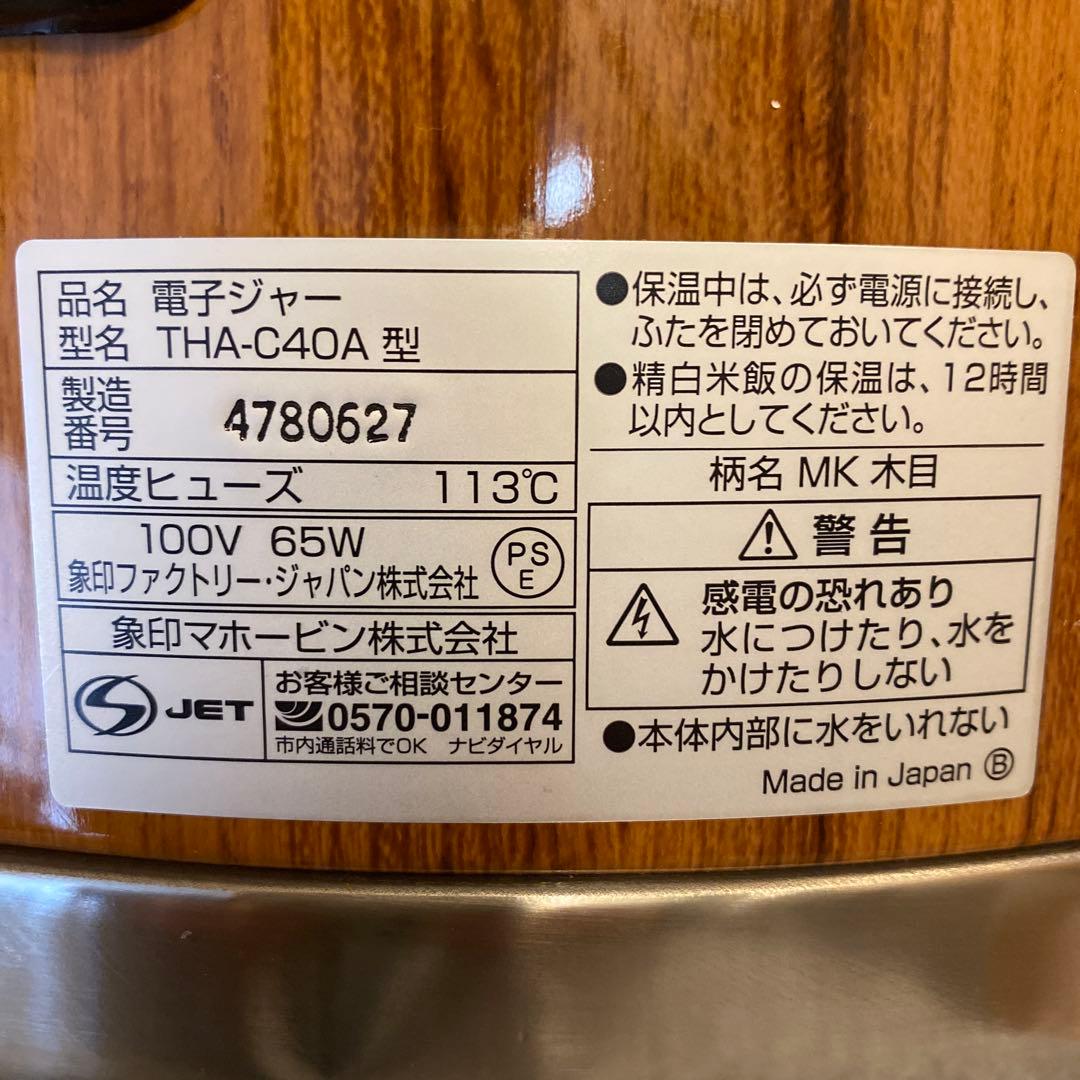 品名 電子ジャー
型名 THA-C40A 型
製造
番号 4780627
温度ヒューズ 113℃
100V 65W
象印ファクトリー・ジャパン株式会社
PS
E
象印マホービン株式会社
JET
お客様ご相談センター
0570-011874
市内通話料でOK ナビダイヤル
●保温中は、必ず電源に接続し、
ふたを閉めておいてください。
●精白米飯の保温は、12時間
以内としてください。
柄名 MK 木目
警告
感電の恐れあり
水につけたり、水を
かけたりしない
●本体内部に水をいれない
Made in Japan Ⓑ